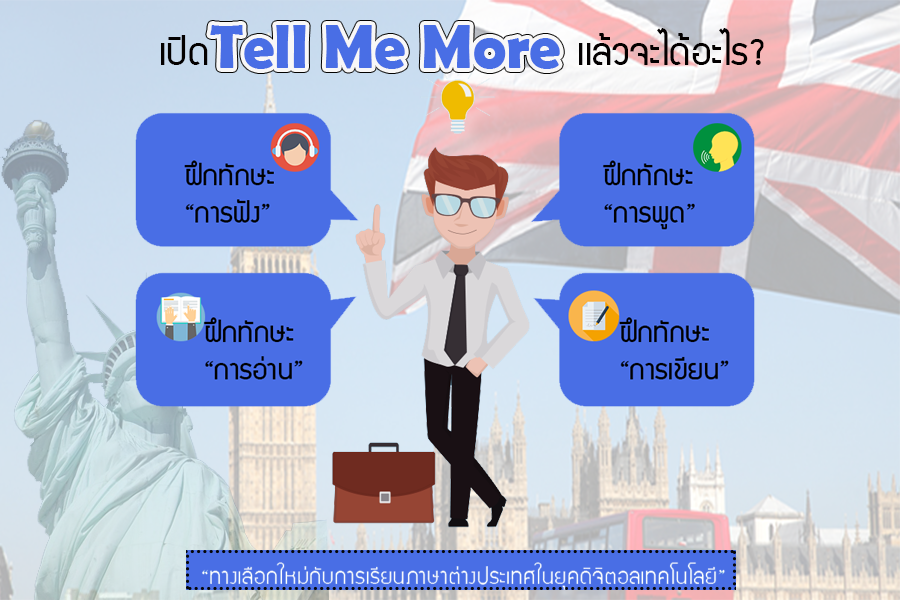 เปิด Tell Me More แล้วจะได้อะไร?
ฝึกทักษะ
“การฟัง”
ฝึกทักษะ
“การพูด”
ฝึกทักษะ
“การอ่าน”
ฝึกทักษะ
“การเขียน”
“ทางเลือกใหม่กับการเรียนภาษาต่างประเทศในยุคดิจิตอลเทคโนโลยี”